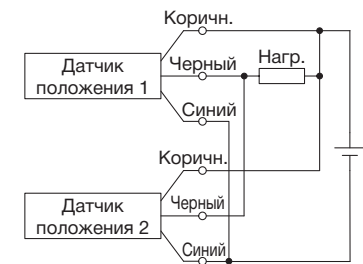 Коричн.
Черный
Нагр.
Датчик
положения 1
Синий
Коричн.
Датчик
положения 2
Черный
Синий